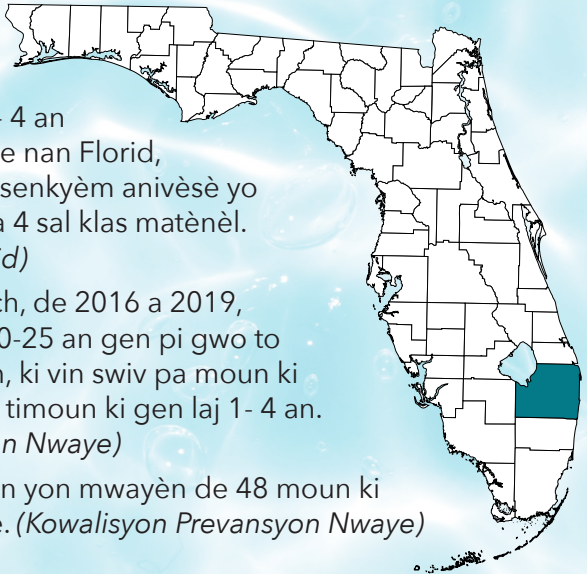 - 4 an
e nan Florid,
senkyèm anivèsè yo
a 4 sal klas matènèl.
d)
ch, de 2016 a 2019,
0-25 an gen pi gwo to
n, ki vin swiv pa moun ki
timoun ki gen laj 1- 4 an.
on Nwaye)
n yon mwayèn de 48 moun ki
e. (Kowalisyon Prevansyon Nwaye)